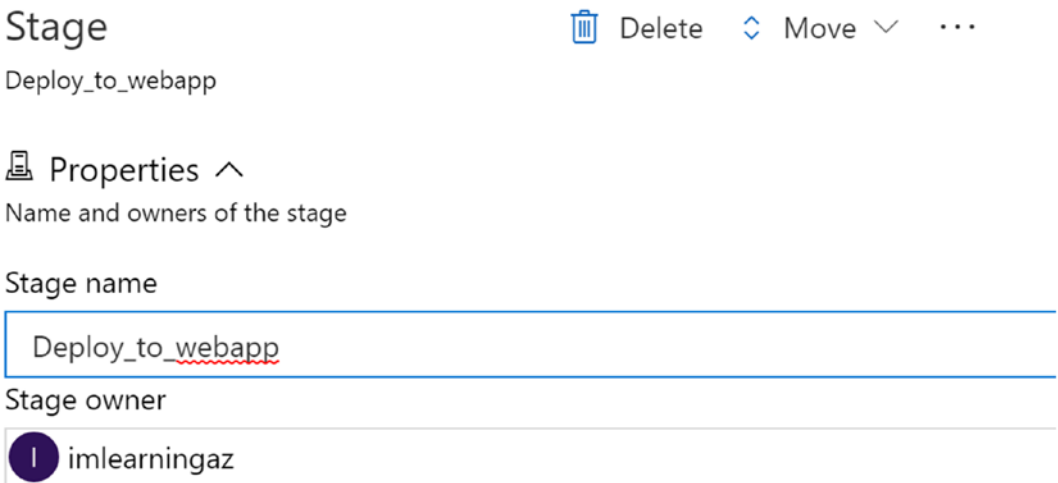 Stage Delete Move ...
Deploy_to_webapp
Properties
Name and owners of the stage
Stage name
Deploy_to_webapp
Stage owner
I imlearningaz